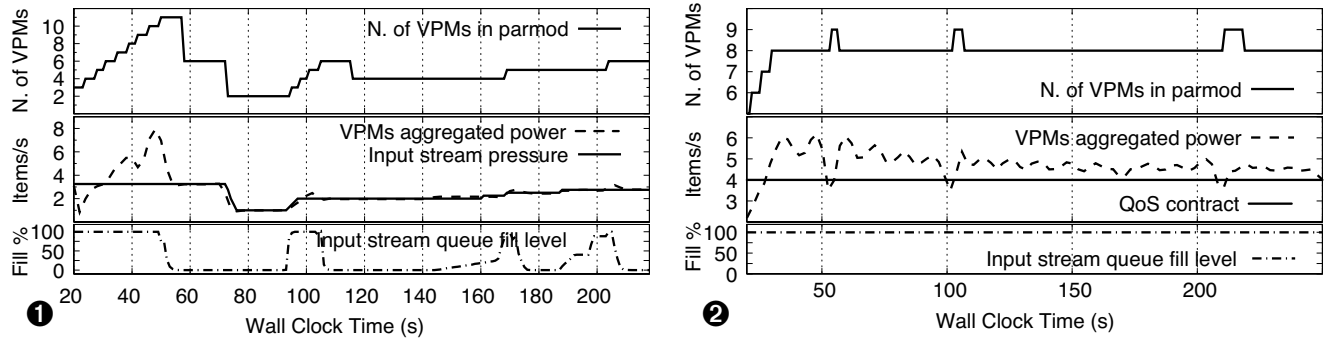 N. of VPMs
10
8
6
4
2
N. of VPMs in parmod
Items/s
8
6
4
2
VPMs aggregated power
Input stream pressure
Fill %
100
50
0
Input stream queue fill level
20 40 60 80 100 120 140 160 180 200
Wall Clock Time (s)
❶
N. of VPMs
9
8
7
6
N. of VPMs in parmod
Items/s
6
5
4
3
2
VPMs aggregated power
QoS contract
Fill %
100
50
0
Input stream queue fill level
50 100 150 200
Wall Clock Time (s)
❷